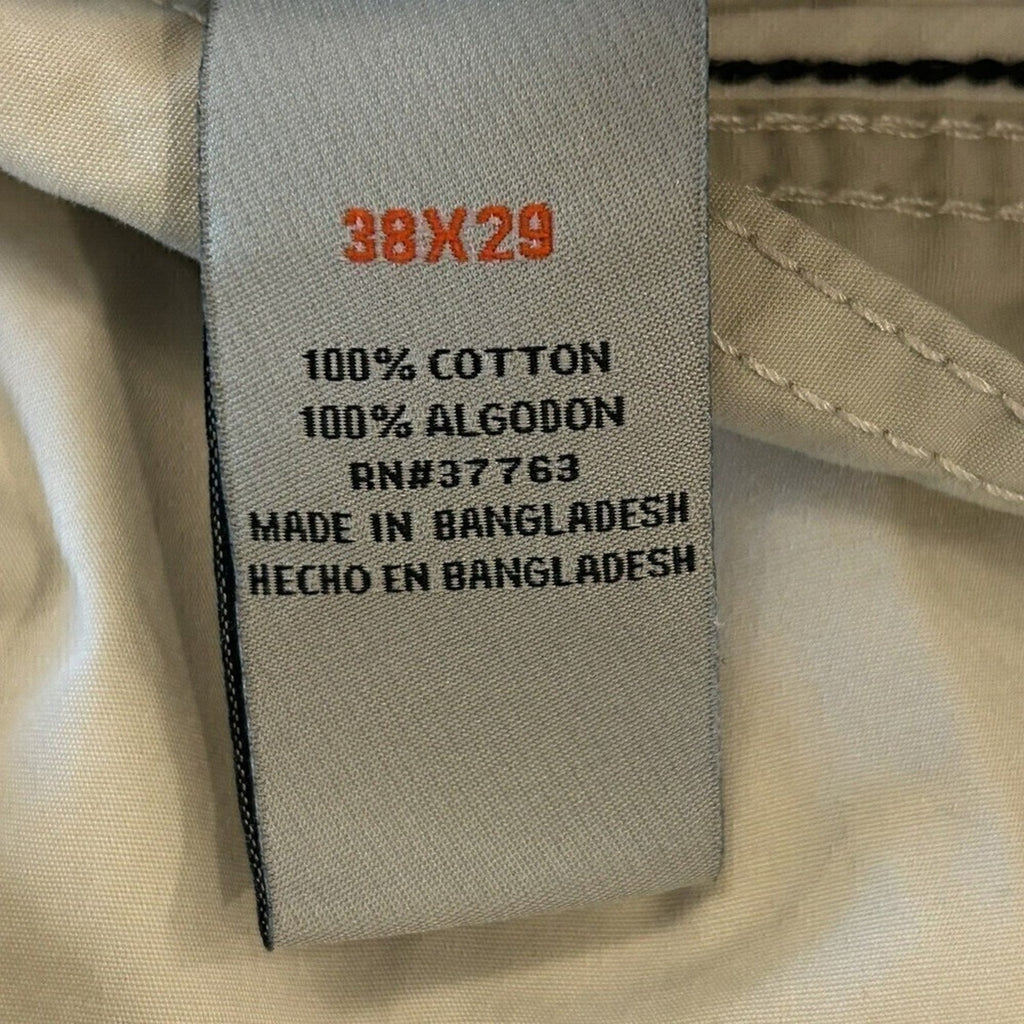 38X29
100% COTTON
100% ALGODON
RN#37763
MADE IN BANGLADESH
HECHO EN BANGLADESH